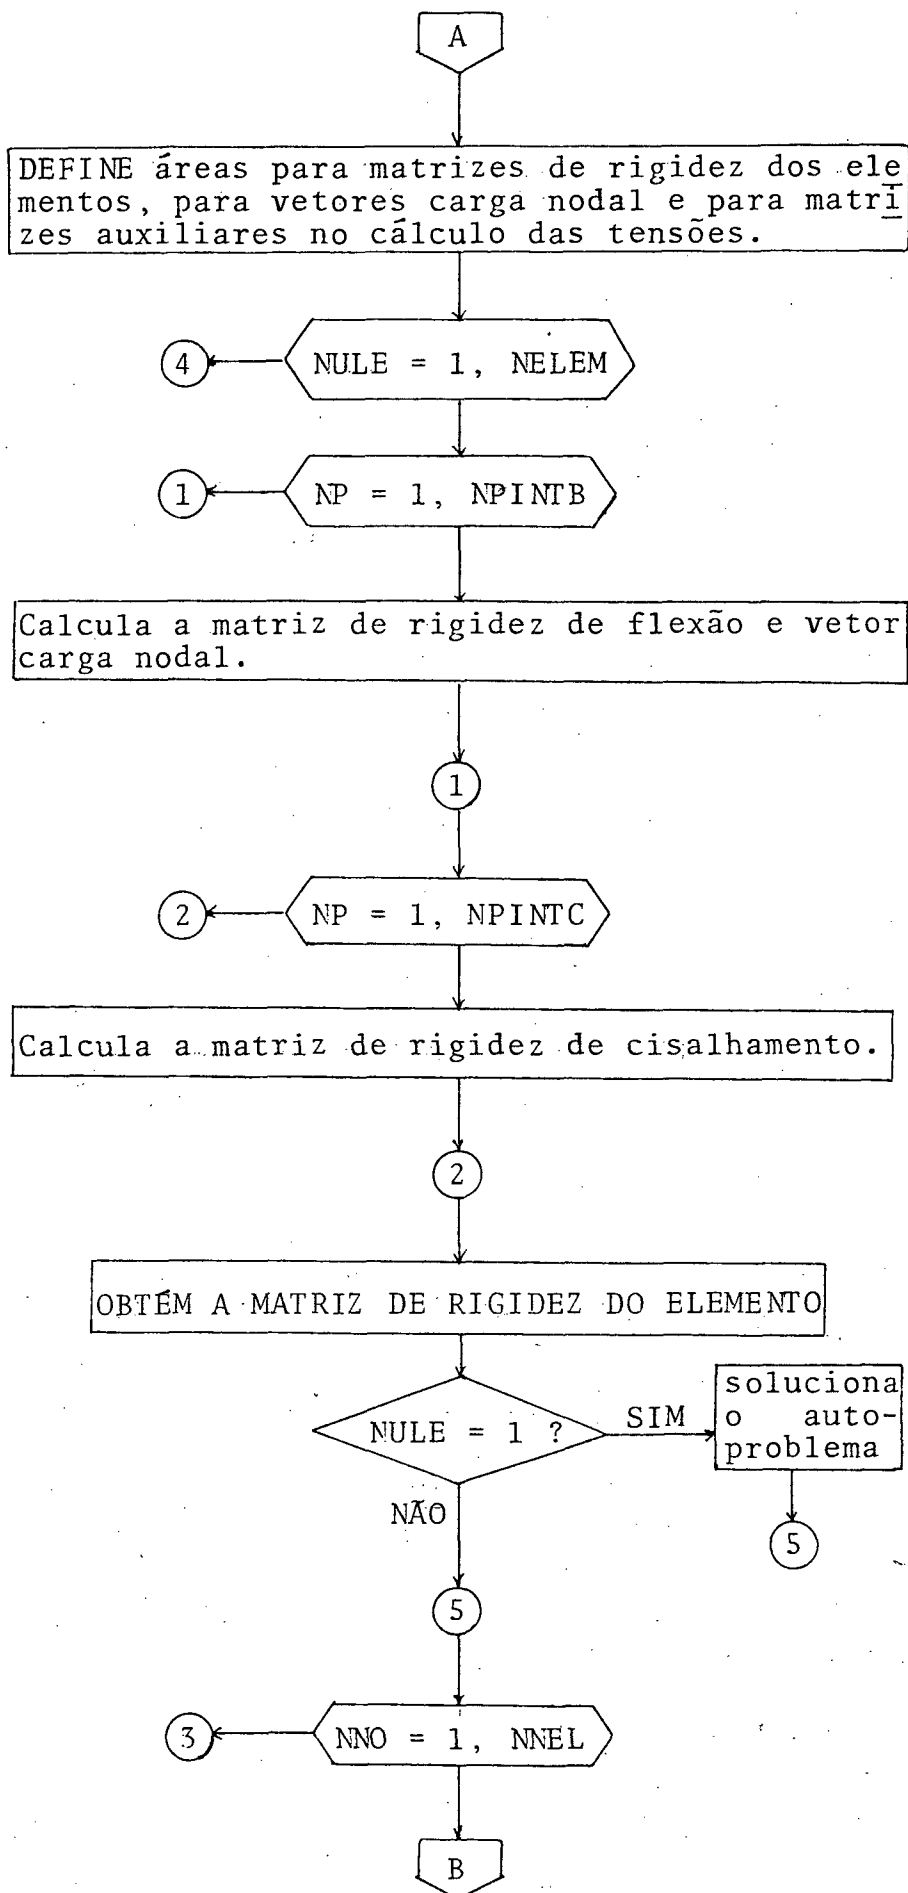 A
DEFINE áreas para matrizes de rigidez dos ele
mentos, para vetores carga nodal e para matri
zes auxiliares no cálculo das tensões.
4
NULE = 1, NELEM
1
NP = 1, NPINTB
Calcula a matriz de rigidez de flexão e vetor
carga nodal.
1
2
NP = 1, NPINTC
Calcula a matriz de rigidez de cisalhamento.
2
OBTÉM A MATRIZ DE RIGIDEZ DO ELEMENTO
NULE = 1 ?
SIM
soluciona
o auto-
problema
NÃO
5
5
3
NNO = 1, NNEL
B